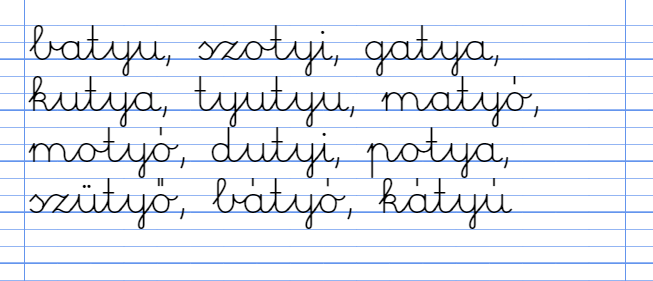 batyu, szotyi, gatya,
kutya, tyutyu, matyó,
motyó, dutyi, potya,
szütyő, bátyó, kátyú